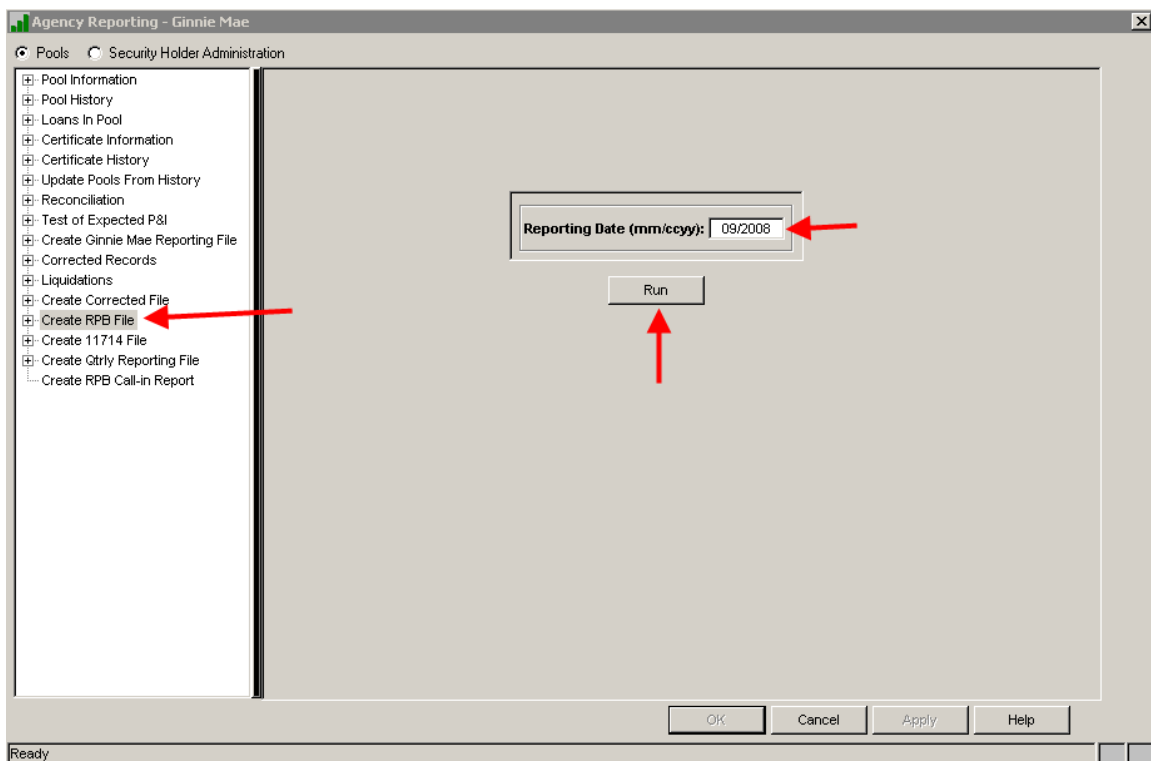 Agency Reporting - Ginnie Mae
Pools Security Holder Administration
Pool Information
Pool History
Loans In Pool
Certificate Information
Certificate History
Update Pools From History
Reconciliation
Test of Expected P&I
Create Ginnie Mae Reporting File
Corrected Records
Liquidations
Create Corrected File
Create RPB File
Create 11714 File
Create Qtrly Reporting File
Create RPB Call-in Report
Reporting Date (mm/ccyy): 09/2008
Run
OK Cancel Apply Help
Ready